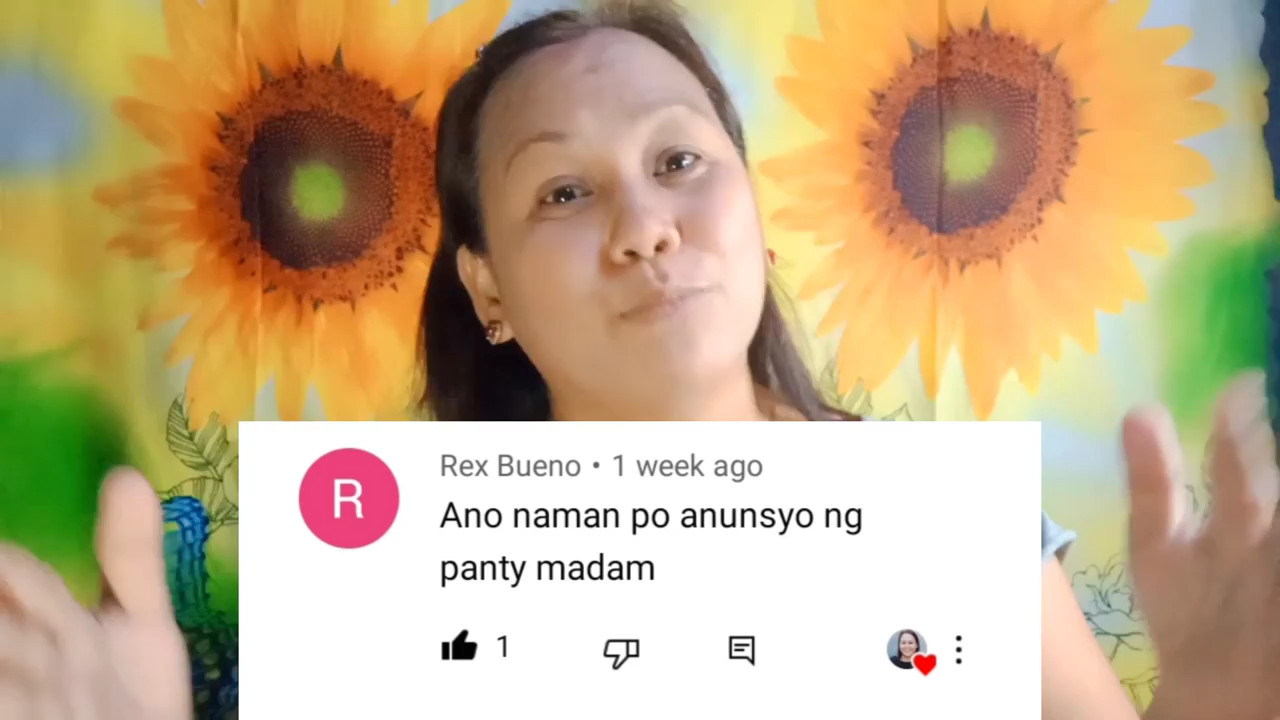 R
Rex Bueno • 1 week ago
Ano naman po anunsyo ng
panty madam
1